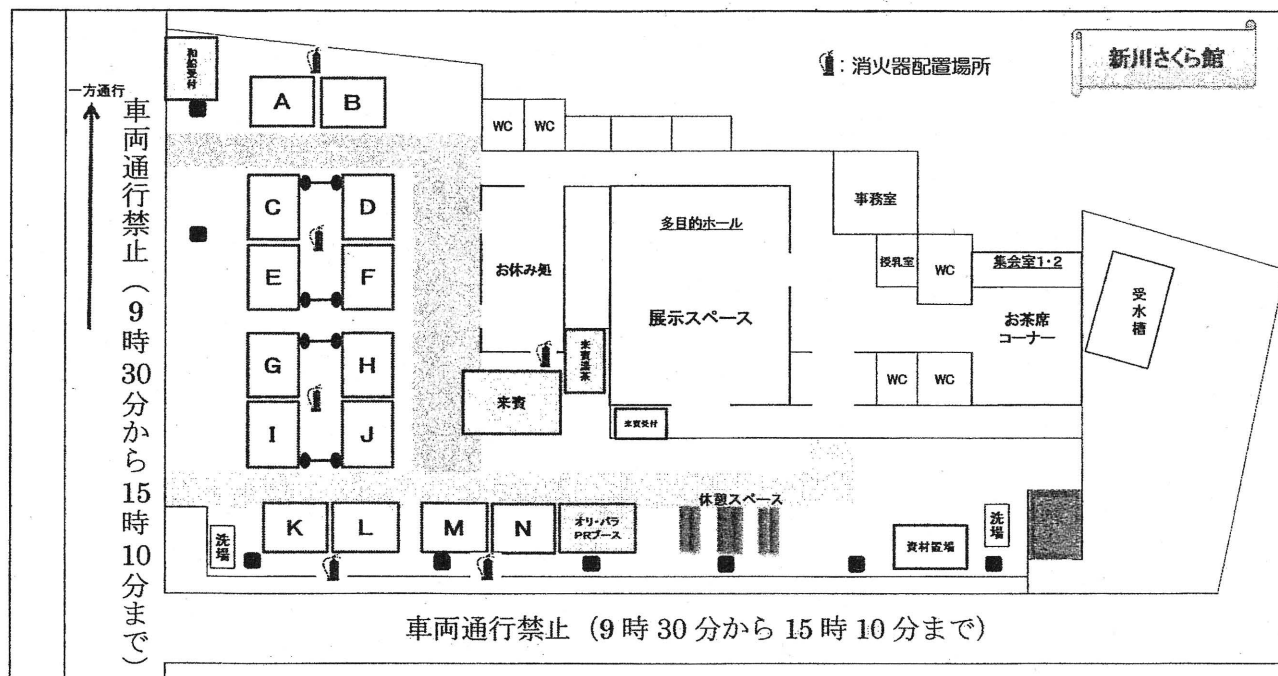 新川さくら館
：消火器配置場所
和船受付
一方通行
車両通行禁止（9時30分から15時10分まで）
A
B
WC
WC
C
D
E
F
G
H
I
J
お休み処
多目的ホール
展示スペース
事務室
授乳室
WC
集会室1・2
お茶席
コーナー
受水槽
WC
WC
来賓湯茶
来賓
来賓受付
休憩スペース
洗場
K
L
M
N
オリ・パラ
PRブース
資材置場
洗場
車両通行禁止（9時30分から15時10分まで）